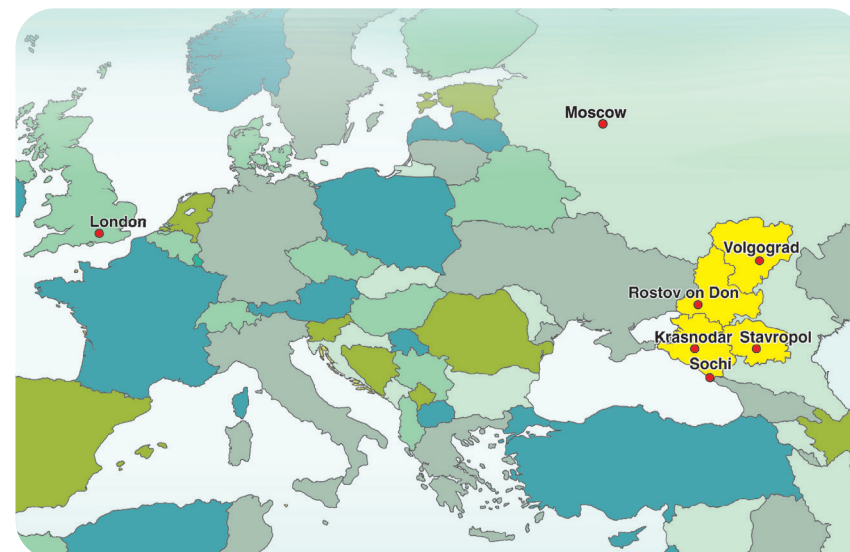 Moscow
London
Volgograd
Rostov on Don
Krasnodar Stavropol
Sochi